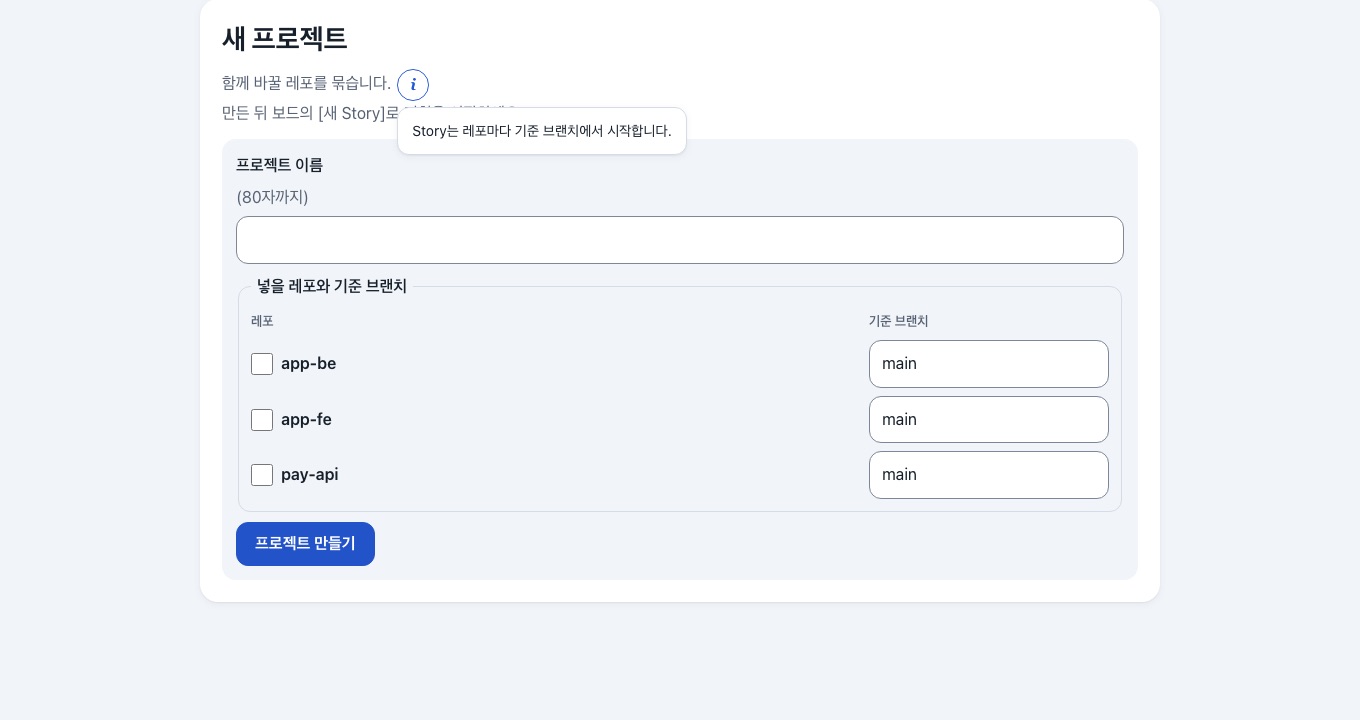 새 프로젝트
함께 바꿀 레포를 묶습니다. i
만든 뒤 보드의 [새 Story]로
Story는 레포마다 기준 브랜치에서 시작합니다.
프로젝트 이름
(80자까지)
넣을 레포와 기준 브랜치
레포 기준 브랜치
app-be main
app-fe main
pay-api main
프로젝트 만들기